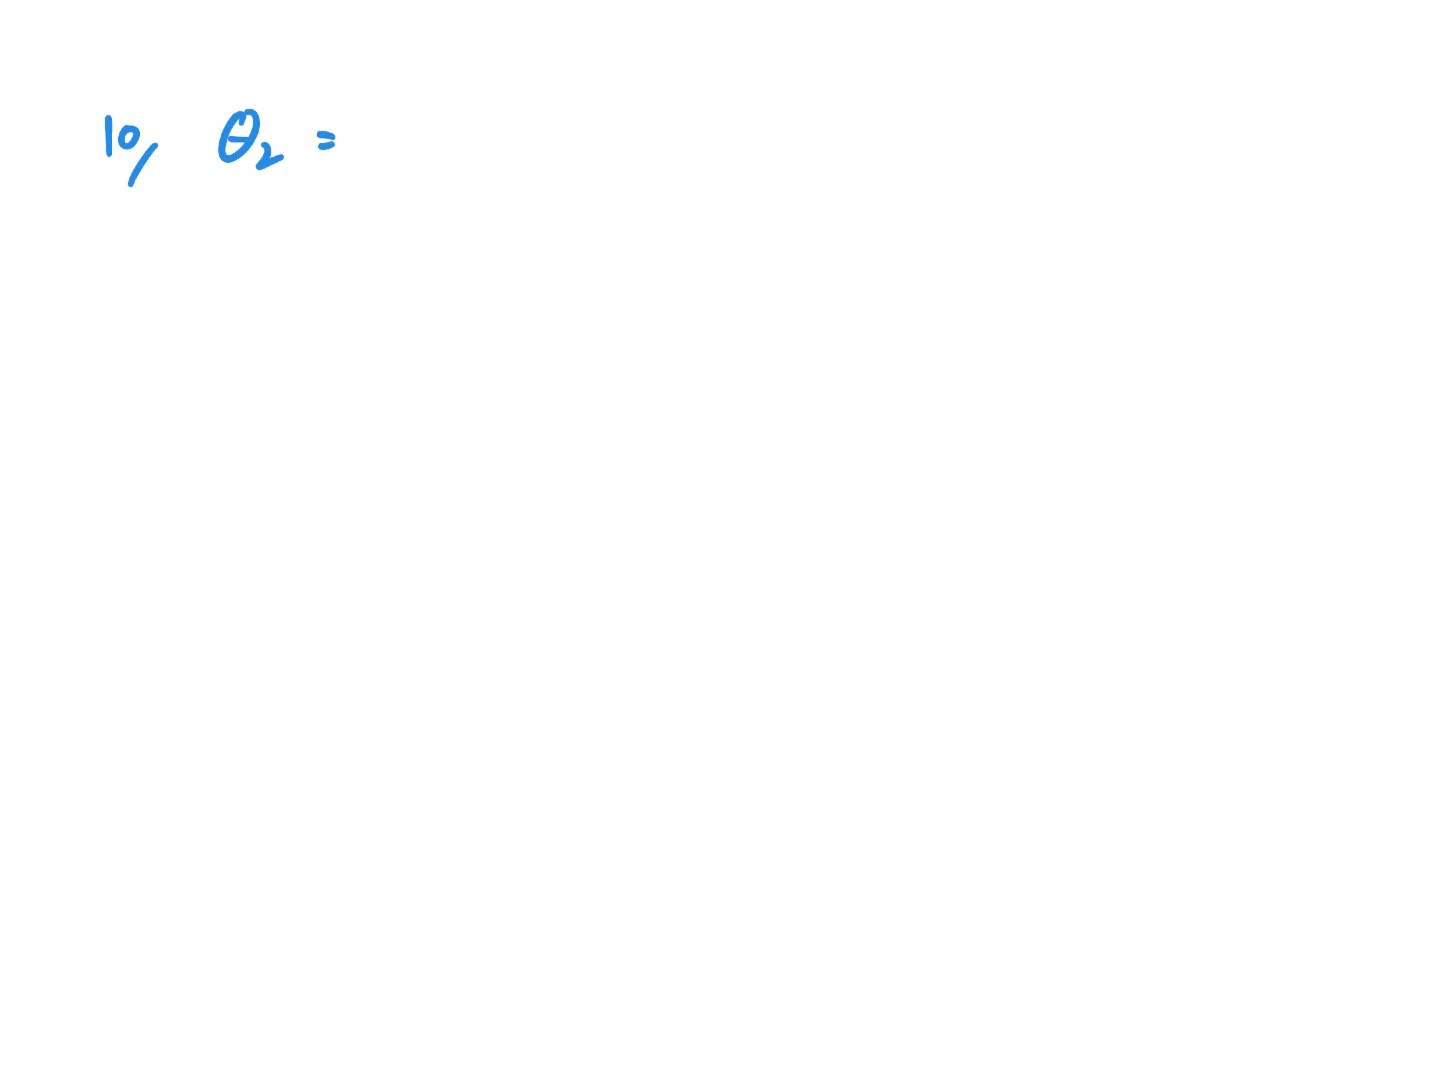 10/ θ₂ =